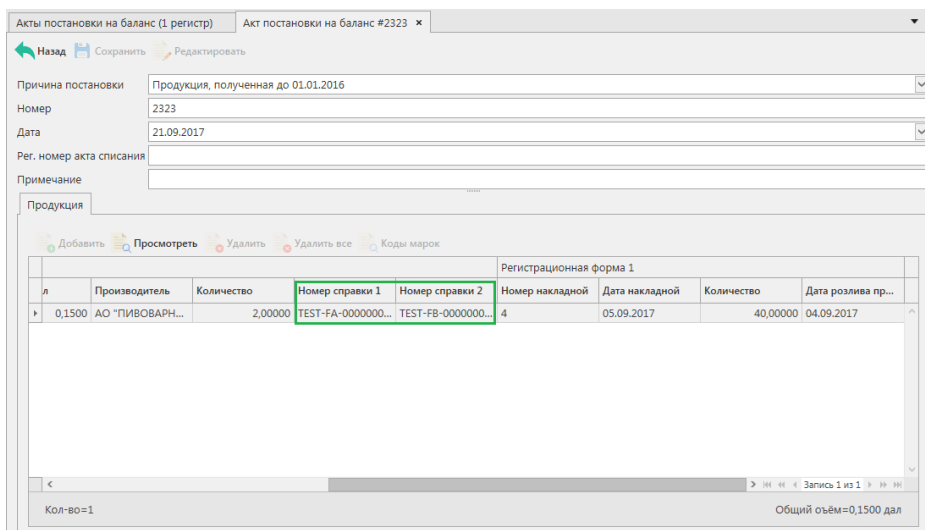 Акты постановки на баланс (1 регистр) Акт постановки на баланс #2323 ×
Назад Сохранить Редактировать
Причина постановки Продукция, полученная до 01.01.2016
Номер 2323
Дата 21.09.2017
Рег. номер акта списания
Примечание
Продукция
Добавить Просмотреть Удалить Удалить все Коды марок
Регистрационная форма 1
л Производитель Количество Номер справки 1 Номер справки 2 Номер накладной Дата накладной Количество Дата розлива пр...
0,1500 АО "ПИВОВАРН... 2,00000 TEST-FA-0000000... TEST-FB-0000000... 4 05.09.2017 40,00000 04.09.2017
Запись 1 из 1
Кол-во=1 Общий оъём=0,1500 дал